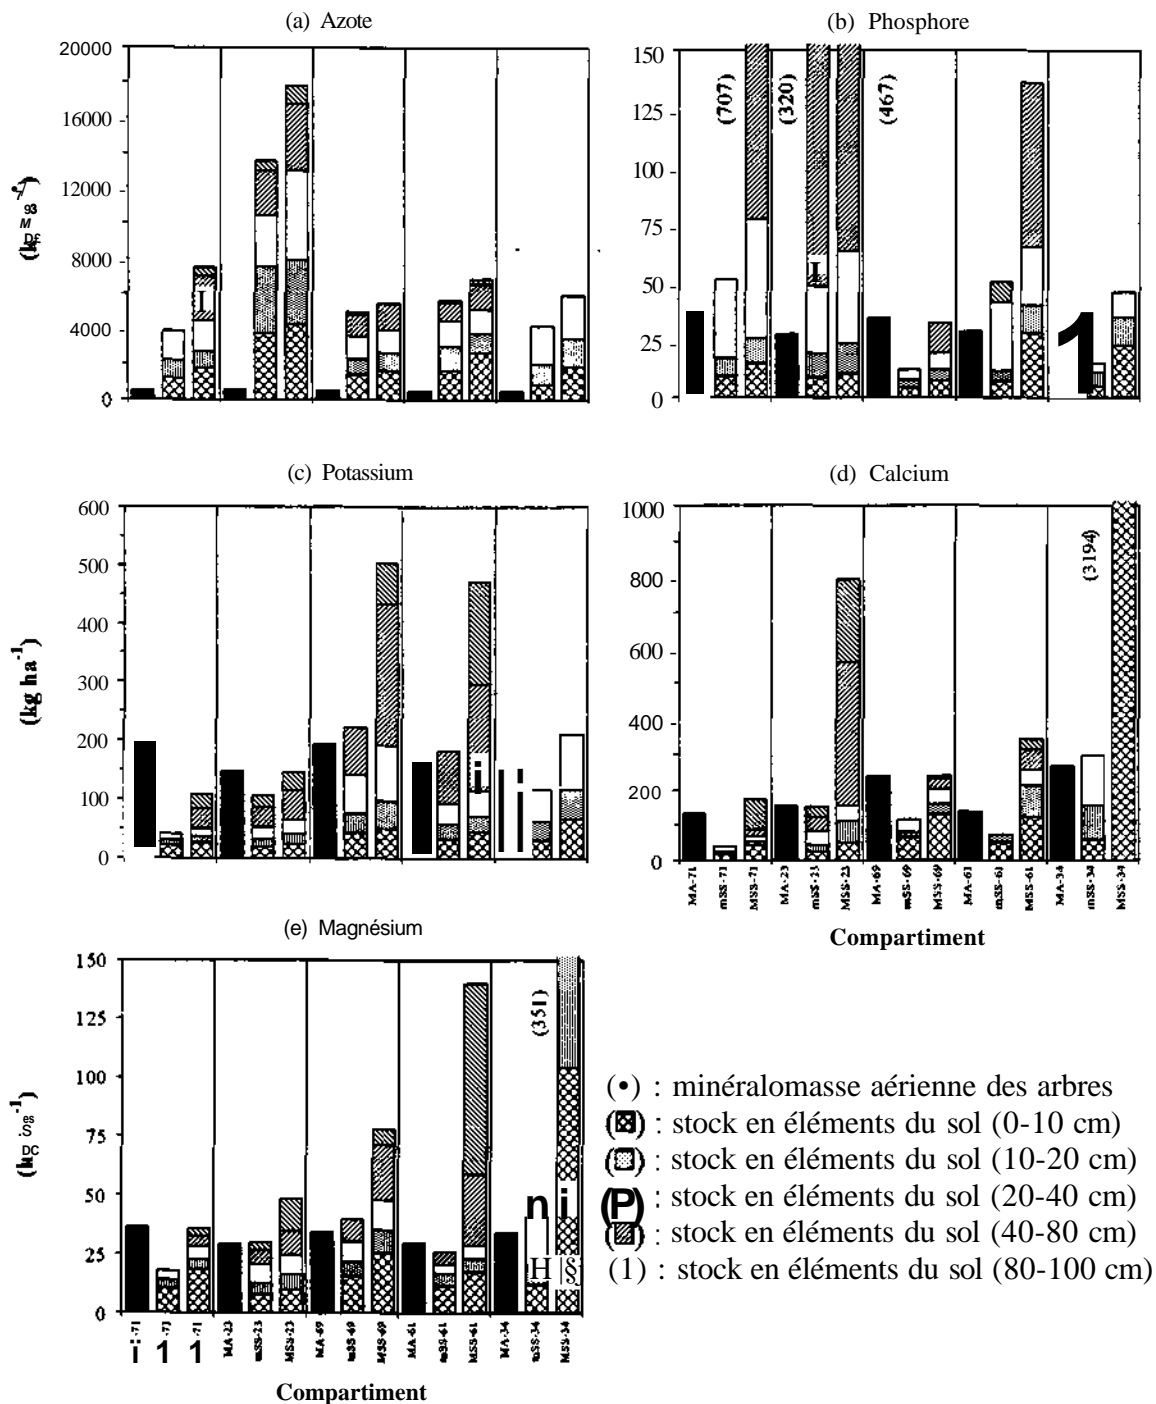 (a) Azote
20000
16000
12000
8000
4000
0
(b) Phosphore
150
125
100
75
50
25
0
(707)
(320)
(467)
(c) Potassium
600
500
400
300
200
100
0
(kg ha-1)
(d) Calcium
1000
800
600
400
200
0
(3194)
MA-71
mSS-71
MSS-71
MA-23
mSS-23
MSS-23
MA-69
mSS-69
MSS-69
MA-61
mSS-61
MSS-61
MA-34
mSS-34
MSS-34
Compartiment
(e) Magnésium
150
125
100
75
50
25
0
(351)
MA-23
mSS-23
MSS-23
MA-69
mSS-69
MSS-69
MA-61
mSS-61
MSS-61
MA-34
mSS-34
MSS-34
Compartiment
(•) : minéralomasse aérienne des arbres
: stock en éléments du sol (0-10 cm)
: stock en éléments du sol (10-20 cm)
(P) : stock en éléments du sol (20-40 cm)
: stock en éléments du sol (40-80 cm)
(1) : stock en éléments du sol (80-100 cm)